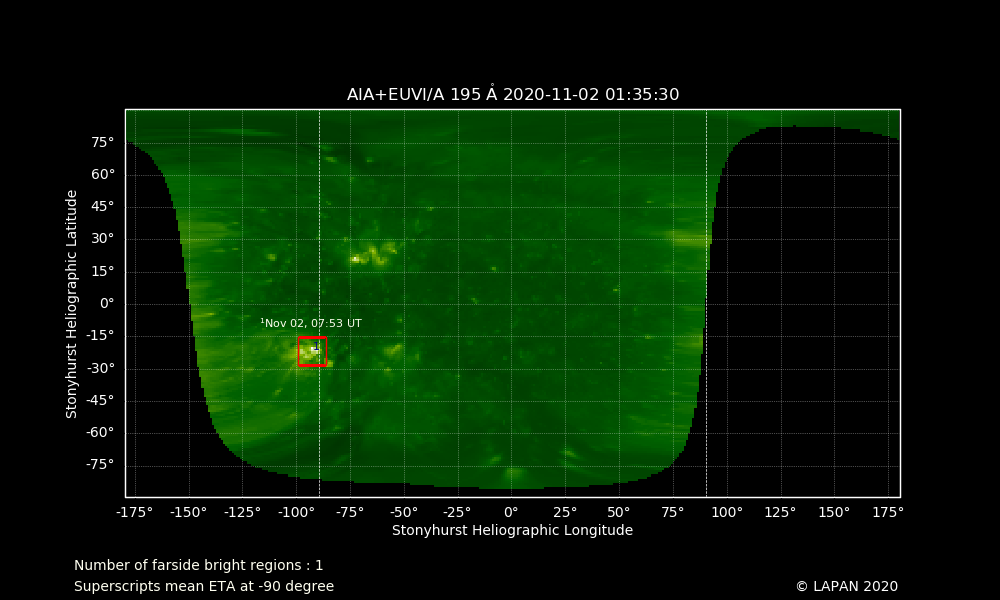 AIA+EUVI/A 195 Å 2020-11-02 01:35:30
Stonyhurst Heliographic Latitude
75°
60°
45°
30°
15°
0°
-15°
-30°
-45°
-60°
-75°
¹Nov 02, 07:53 UT
1
-175° -150° -125° -100° -75° -50° -25° 0° 25° 50° 75° 100° 125° 150° 175°
Stonyhurst Heliographic Longitude
Number of farside bright regions : 1
Superscripts mean ETA at -90 degree
© LAPAN 2020